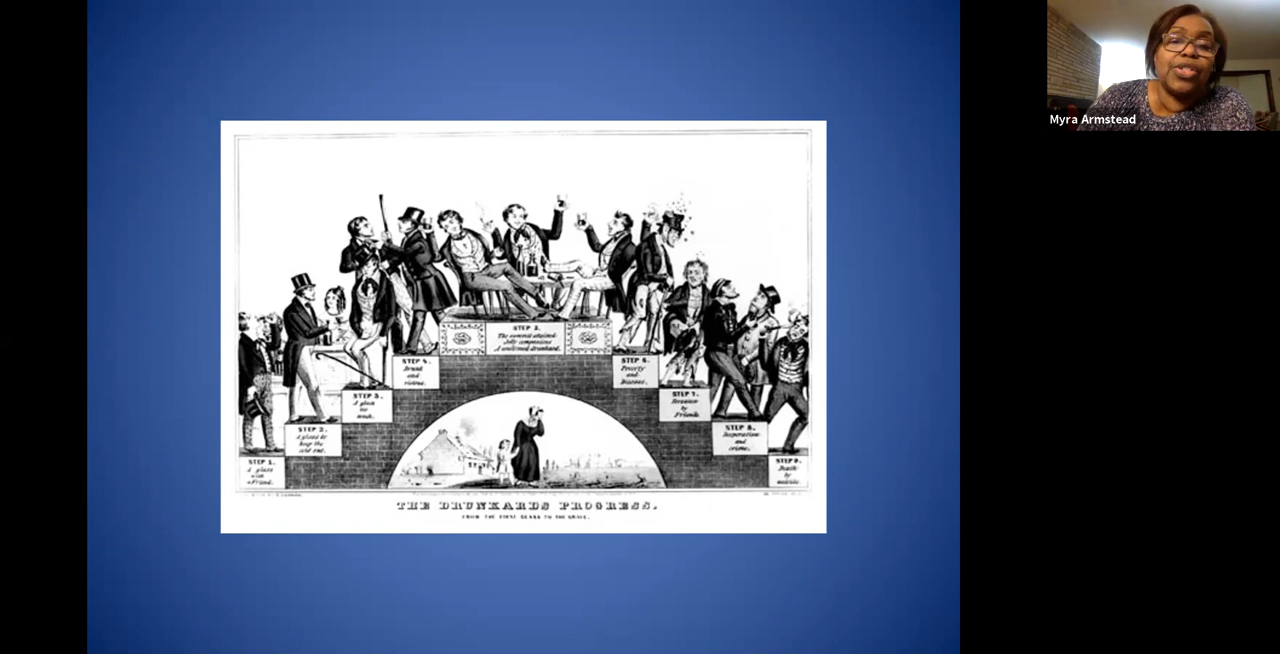 Myra Armstead
STEP 1.
A glass
with
a Friend.
STEP 2.
A glass to
keep the
cold out.
STEP 3.
A glass
too
much.
STEP 4.
Drunk
and
riotous.
STEP 5.
The summit attained.
Jolly companions
A confirmed Drunkard.
STEP 6.
Poverty
and
Disease.
STEP 7.
Forsaken
by
Friends.
STEP 8.
Desperation
and
crime.
STEP 9.
Death
by
suicide.
THE DRUNKARDS PROGRESS.
FROM THE FIRST GLASS TO THE GRAVE.